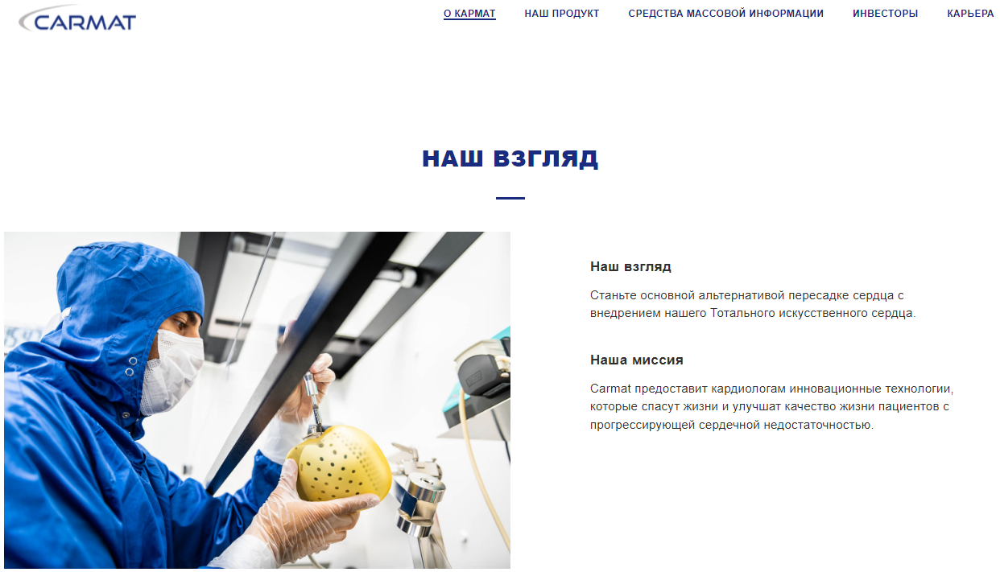 CARMAT
О КАРМАТ
НАШ ПРОДУКТ
СРЕДСТВА МАССОВОЙ ИНФОРМАЦИИ
ИНВЕСТОРЫ
КАРЬЕРА
НАШ ВЗГЛЯД
Наш взгляд
Станьте основной альтернативой пересадке сердца с
внедрением нашего Тотального искусственного сердца.
Наша миссия
Carmat предоставит кардиологам инновационные технологии,
которые спасут жизни и улучшат качество жизни пациентов с
прогрессирующей сердечной недостаточностью.